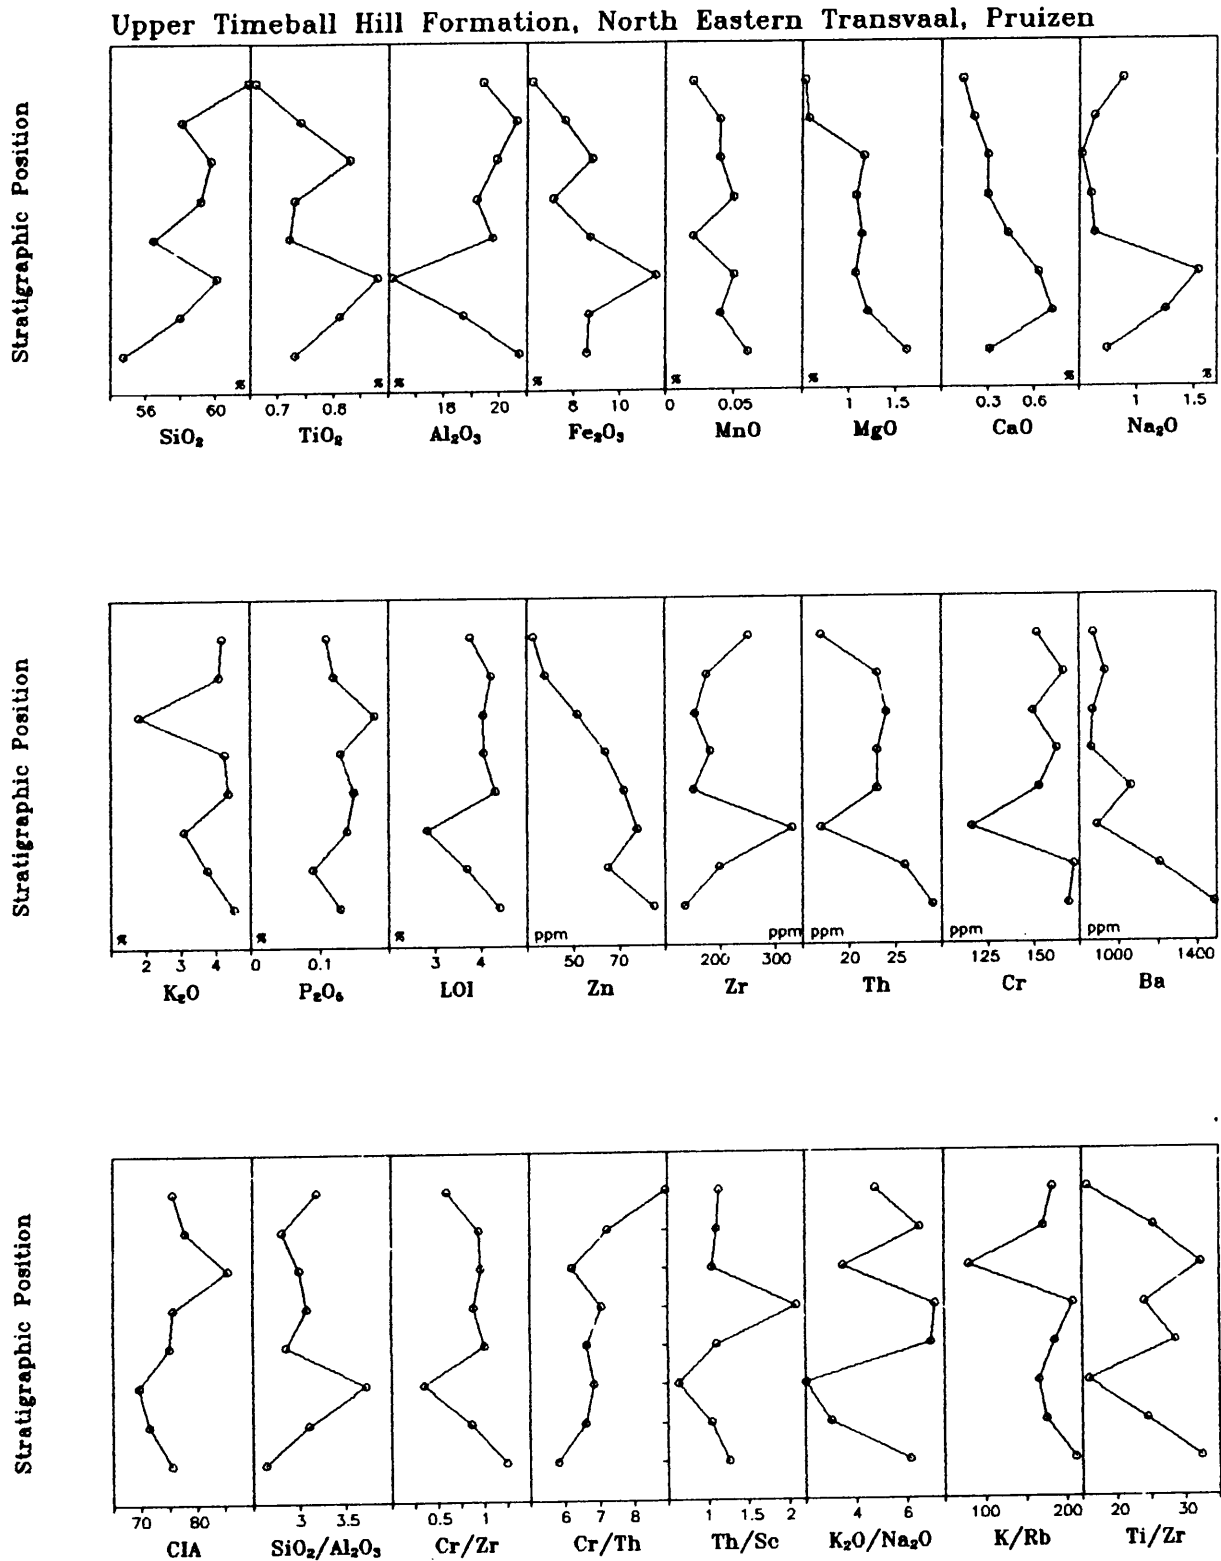 Upper Timeball Hill Formation, North Eastern Transvaal, Pruizen
Stratigraphic Position
% % % % % % % %
56 60 0.7 0.8 18 20 8 10 0 0.05 1 1.5 0.3 0.6 1 1.5
SiO₂ TiO₂ Al₂O₃ Fe₂O₃ MnO MgO CaO Na₂O
Stratigraphic Position
% % % ppm ppm ppm ppm
2 3 4 0 0.1 3 4 50 70 200 300 20 25 125 150 1000 1400
K₂O P₂O₅ LOI Zn Zr Th Cr Ba
Stratigraphic Position
70 80 3 3.5 0.5 1 6 7 8 1 1.5 2 4 6 100 200 20 30
CIA SiO₂/Al₂O₃ Cr/Zr Cr/Th Th/Sc K₂O/Na₂O K/Rb Ti/Zr